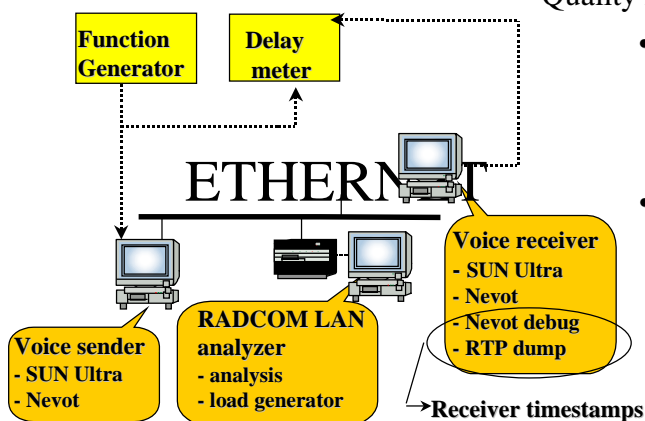 Quality
Function
Generator
Delay
meter
•
ETHERN T
•
Voice receiver
- SUN Ultra
- Nevot
- Nevot debug
- RTP dump
RADCOM LAN
analyzer
- analysis
- load generator
Voice sender
- SUN Ultra
- Nevot
Receiver timestamps